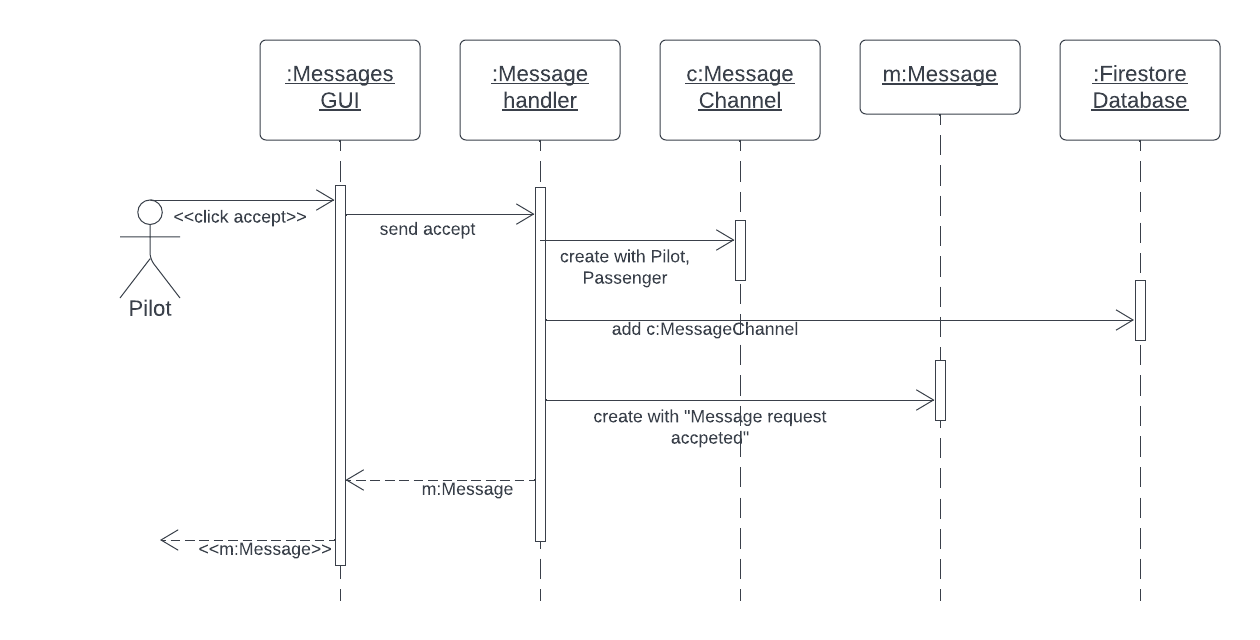 :Messages
GUI
:Message
handler
c:Message
Channel
m:Message
:Firestore
Database
<<click accept>>
send accept
create with Pilot,
Passenger
Pilot
add c:MessageChannel
create with "Message request
accpeted"
m:Message
<<m:Message>>